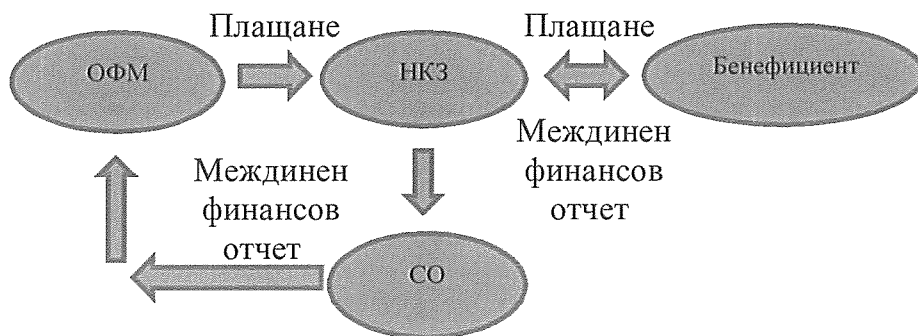 Плащане
Плащане
ОФМ
НКЗ
Бенефициент
Междинен
финансов
отчет
Междинен
финансов
отчет
СО